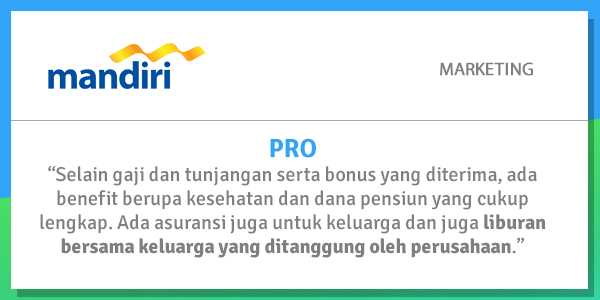 mandiri
MARKETING
PRO
“Selain gaji dan tunjangan serta bonus yang diterima, ada
benefit berupa kesehatan dan dana pensiun yang cukup
lengkap. Ada asuransi juga untuk keluarga dan juga liburan
bersama keluarga yang ditanggung oleh perusahaan.”